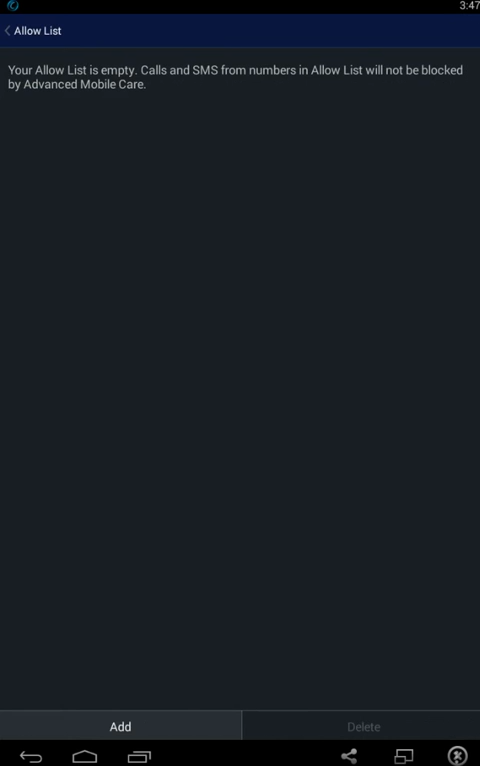 3:47
Allow List
Your Allow List is empty. Calls and SMS from numbers in Allow List will not be blocked
by Advanced Mobile Care.
Add
Delete